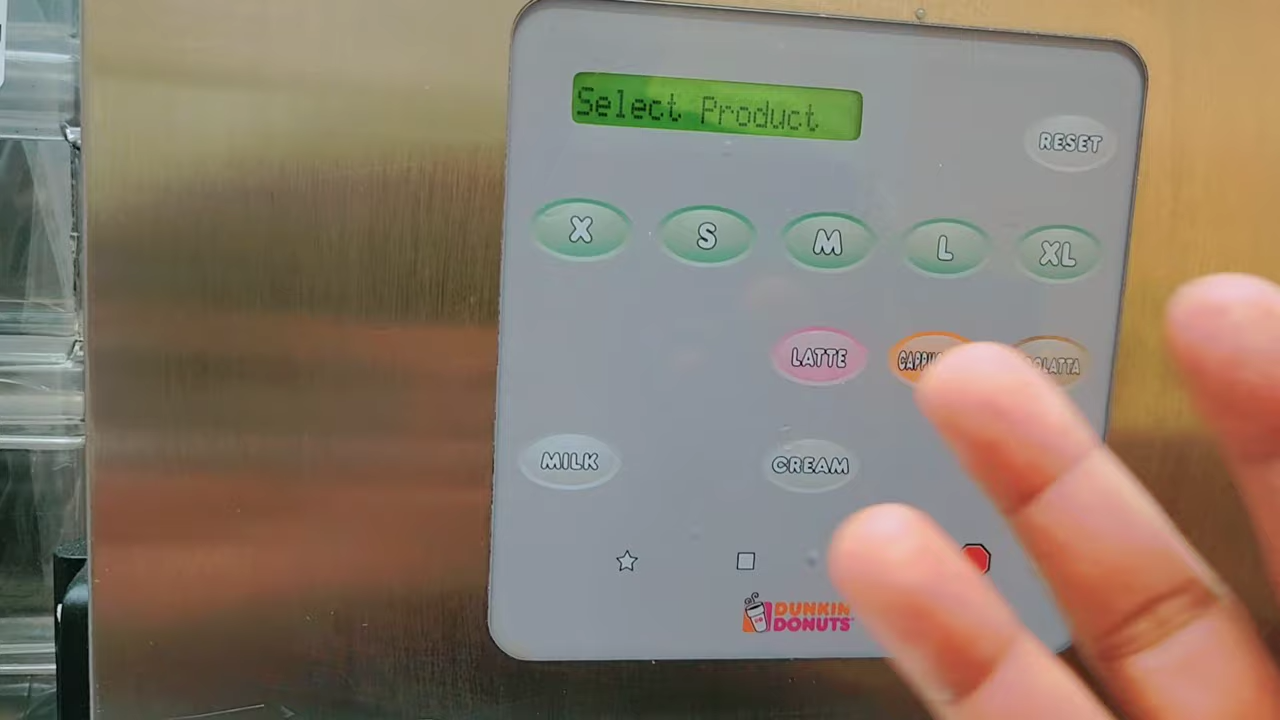 Select Product
RESET
X S M L XL
LATTE
MILK CREAM
DUNKIN'
DONUTS